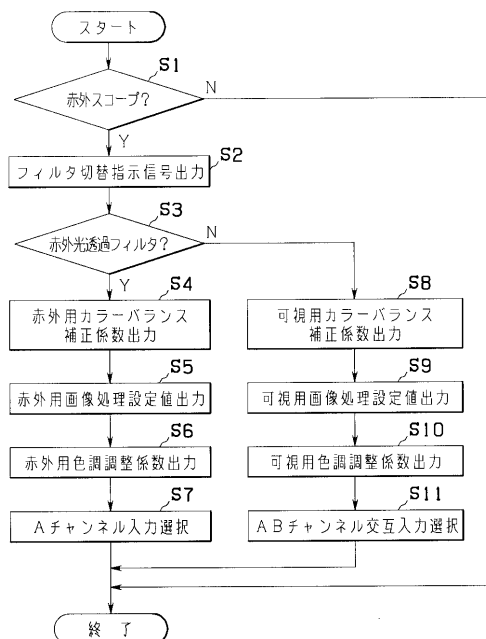 スタート
S1
赤外スコープ?
N
Y
S2
フィルタ切替指示信号出力
S3
赤外光透過フィルタ?
N
Y
S4
赤外用カラーバランス
補正係数出力
S8
可視用カラーバランス
補正係数出力
S5
赤外用画像処理設定値出力
S9
可視用画像処理設定値出力
S6
赤外用色調調整係数出力
S10
可視用色調調整係数出力
S7
Aチャンネル入力選択
S11
ABチャンネル交互入力選択
終了